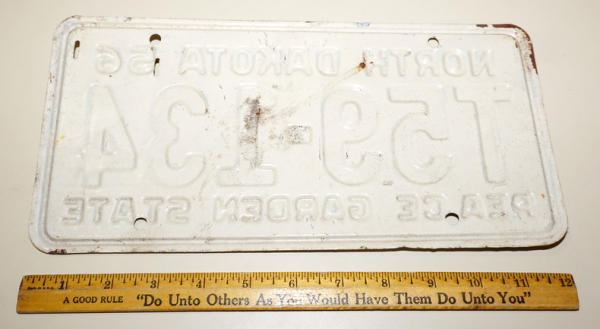 NORTH DAKOTA 56
T59-134
PEACE GARDEN STATE
1 2 3 4 5 6 7 8 9 10 11 12
A GOOD RULE "Do Unto Others As You Would Have Them Do Unto You"